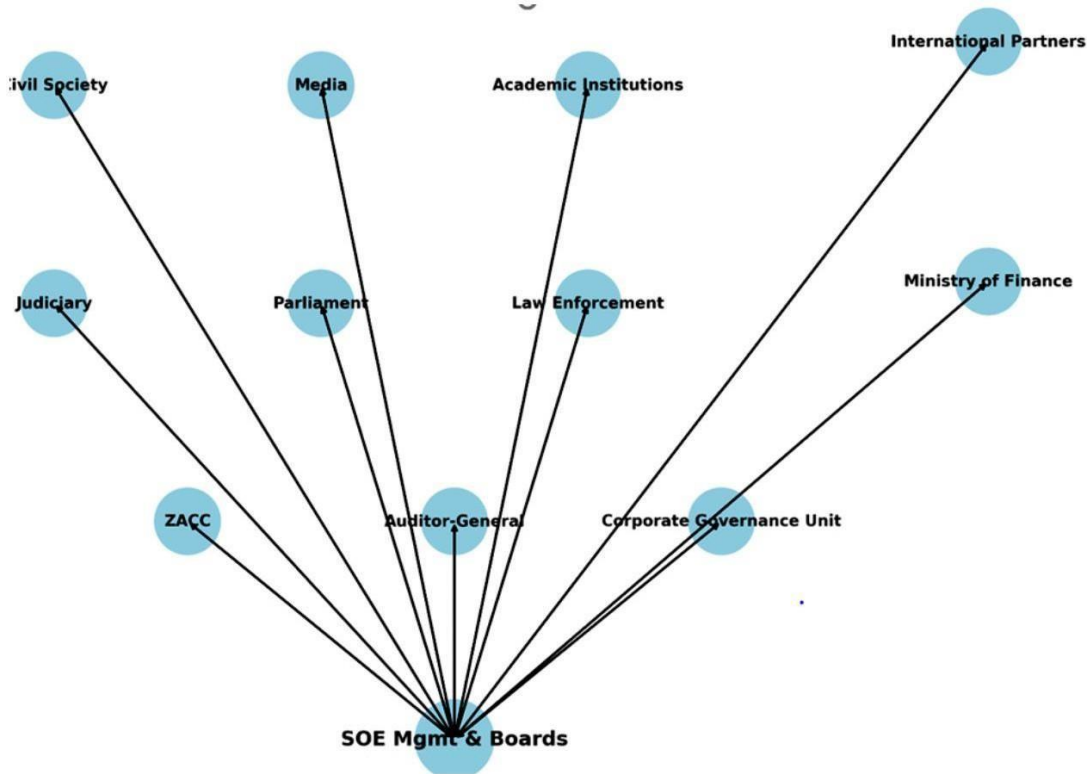 International Partners
ivil Society
Media
Academic Institutions
Ministry of Finance
Judiciary
Parliament
Law Enforcement
ZACC
Auditor-General
Corporate Governance Unit
SOE Mgmt & Boards